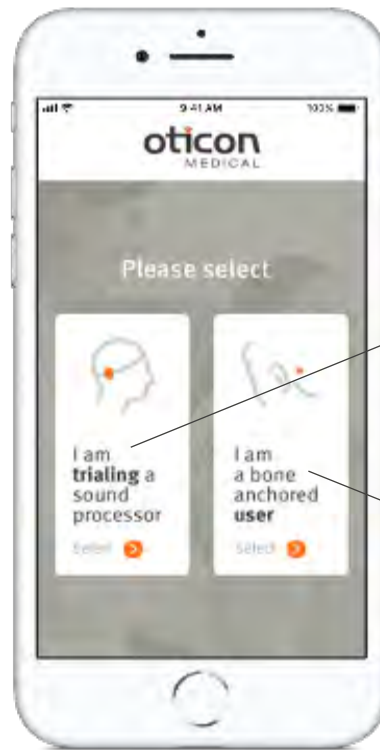 9:41 AM 100%
oticon
MEDICAL
Please select
I am
trialing a
sound
processor
Select
I am
a bone
anchored
user
Select